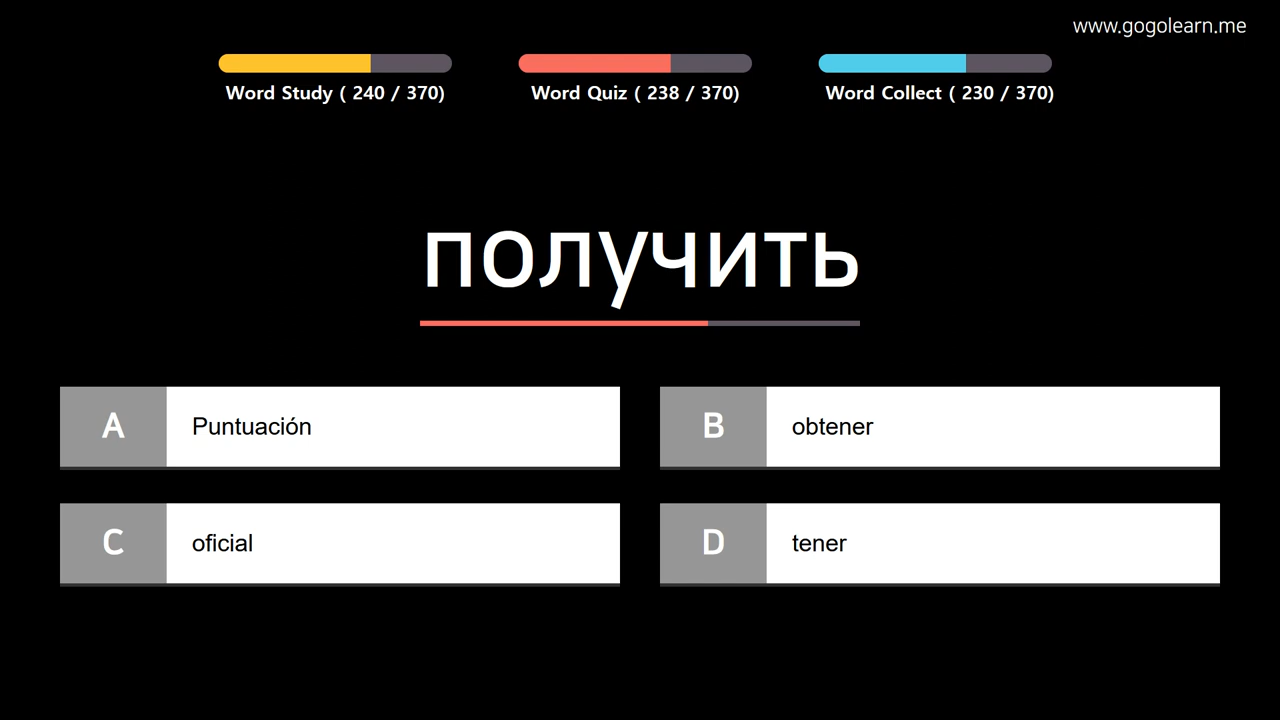 www.gogolearn.me
Word Study ( 240 / 370)
Word Quiz ( 238 / 370)
Word Collect ( 230 / 370)
получить
A Puntuación
B obtener
C oficial
D tener